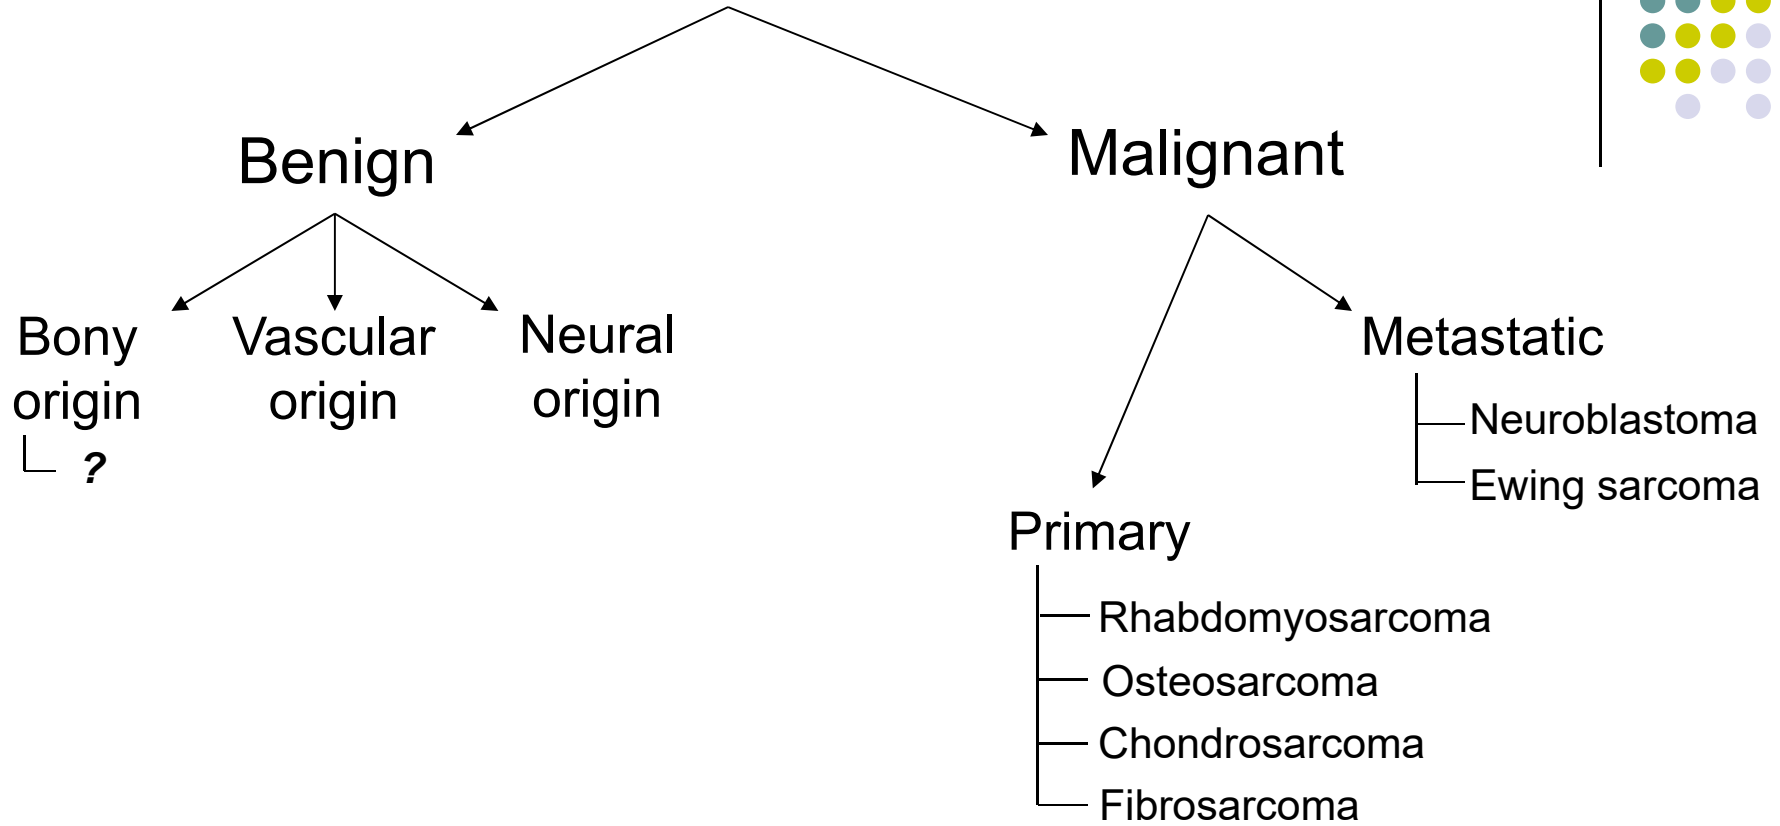 Benign
Malignant
Bony
origin
?
Vascular
origin
Neural
origin
Metastatic
Neuroblastoma
Ewing sarcoma
Primary
Rhabdomyosarcoma
Osteosarcoma
Chondrosarcoma
Fibrosarcoma